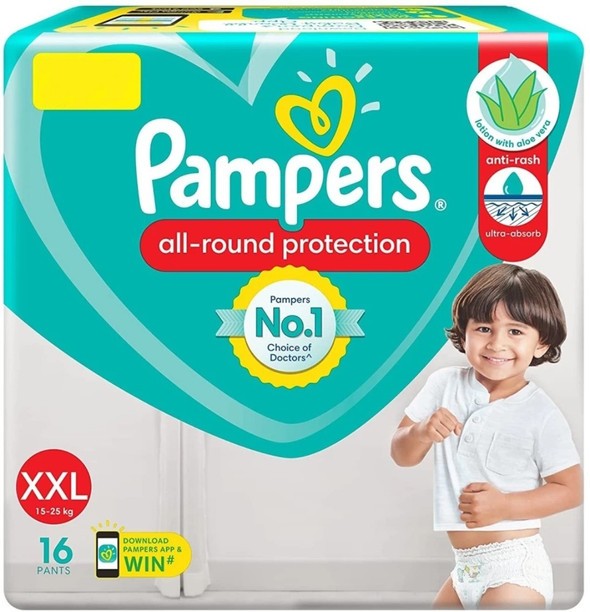 Pampers®
all-round protection
Pampers
No.1
Choice of
Doctors^
lotion with aloe vera
anti-rash
ultra-absorb
XXL
15-25 kg
16
PANTS
DOWNLOAD
PAMPERS APP &
WIN#